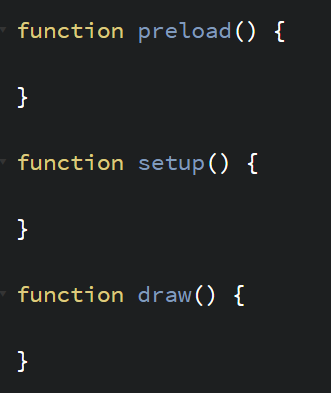 function preload() {
}
function setup() {
}
function draw() {
}